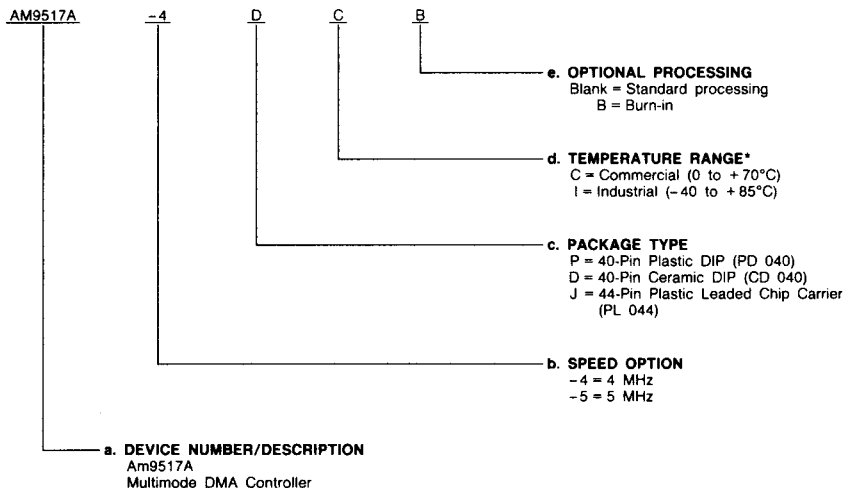 AM9517A -4 D C B
e. OPTIONAL PROCESSING
Blank = Standard processing
B = Burn-in
d. TEMPERATURE RANGE*
C = Commercial (0 to +70°C)
I = Industrial (-40 to +85°C)
c. PACKAGE TYPE
P = 40-Pin Plastic DIP (PD 040)
D = 40-Pin Ceramic DIP (CD 040)
J = 44-Pin Plastic Leaded Chip Carrier
(PL 044)
b. SPEED OPTION
-4 = 4 MHz
-5 = 5 MHz
a. DEVICE NUMBER/DESCRIPTION
Am9517A
Multimode DMA Controller